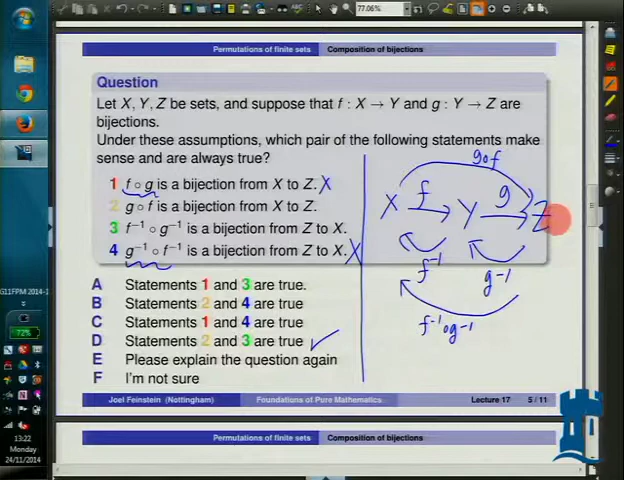 77.06%
Permutations of finite sets Composition of bijections
Question
Let X, Y, Z be sets, and suppose that f : X → Y and g : Y → Z are
bijections.
Under these assumptions, which pair of the following statements make
sense and are always true?
1 f ∘ g is a bijection from X to Z. X
2 g ∘ f is a bijection from X to Z.
3 f⁻¹ ∘ g⁻¹ is a bijection from Z to X.
4 g⁻¹ ∘ f⁻¹ is a bijection from Z to X. X
g∘f
f g
X Y Z
f⁻¹ g⁻¹
f⁻¹∘g⁻¹
A Statements 1 and 3 are true.
B Statements 2 and 4 are true
C Statements 1 and 4 are true
D Statements 2 and 3 are true
E Please explain the question again
F I'm not sure
Joel Feinstein (Nottingham) Foundations of Pure Mathematics Lecture 17 5 / 11
Permutations of finite sets Composition of bijections
G11FPM 2014-1
72%
13:22
Monday
24/11/2014